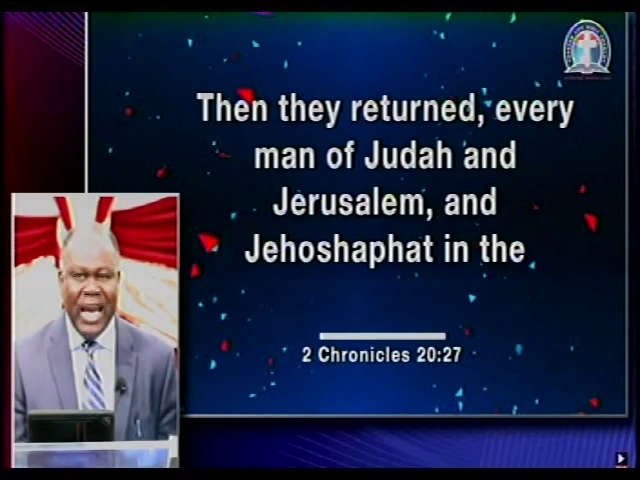 Then they returned, every
man of Judah and
Jerusalem, and
Jehoshaphat in the
2 Chronicles 20:27